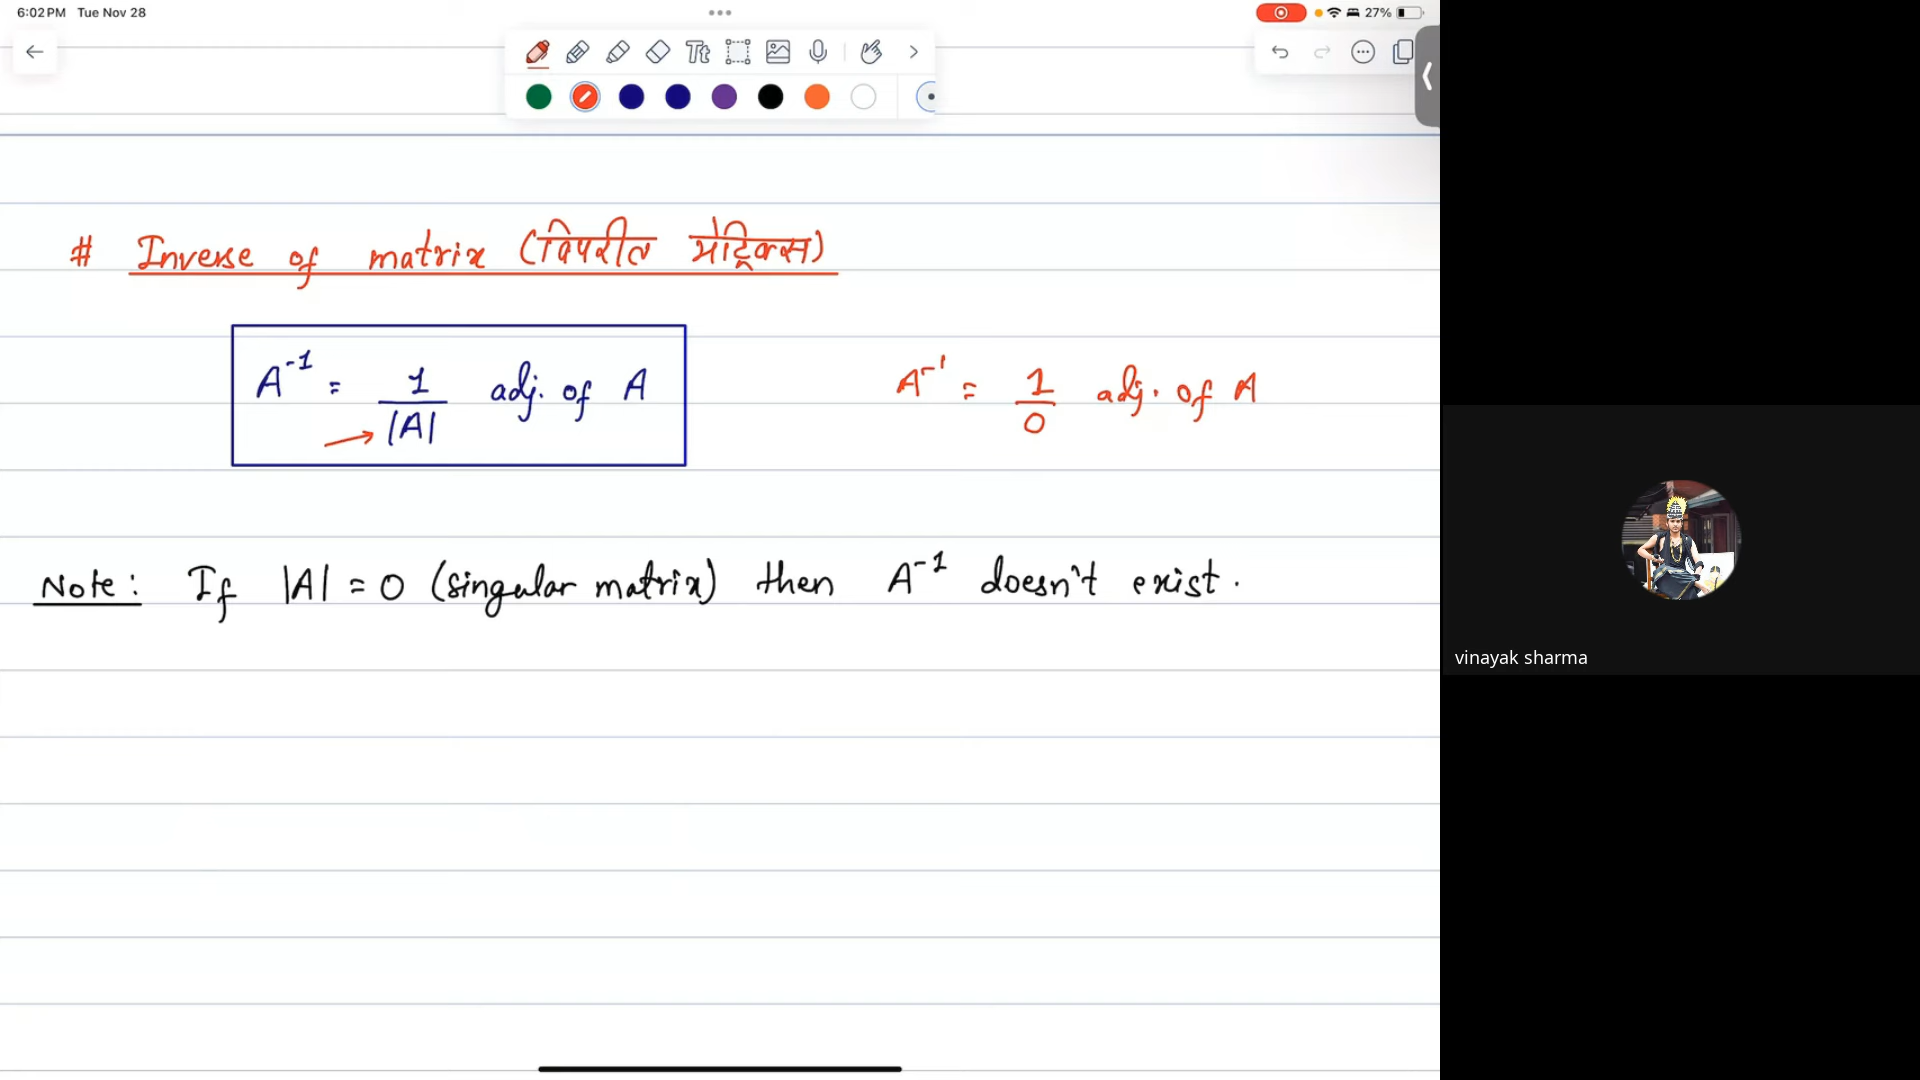 6:02 PM Tue Nov 28
27%
Tt
# Inverse of matrix (विपरीत मैट्रिक्स)
A⁻¹ = 1/|A| adj. of A
A⁻¹ = 1/0 adj. of A
Note: If |A| = 0 (singular matrix) then A⁻¹ doesn't exist.
vinayak sharma